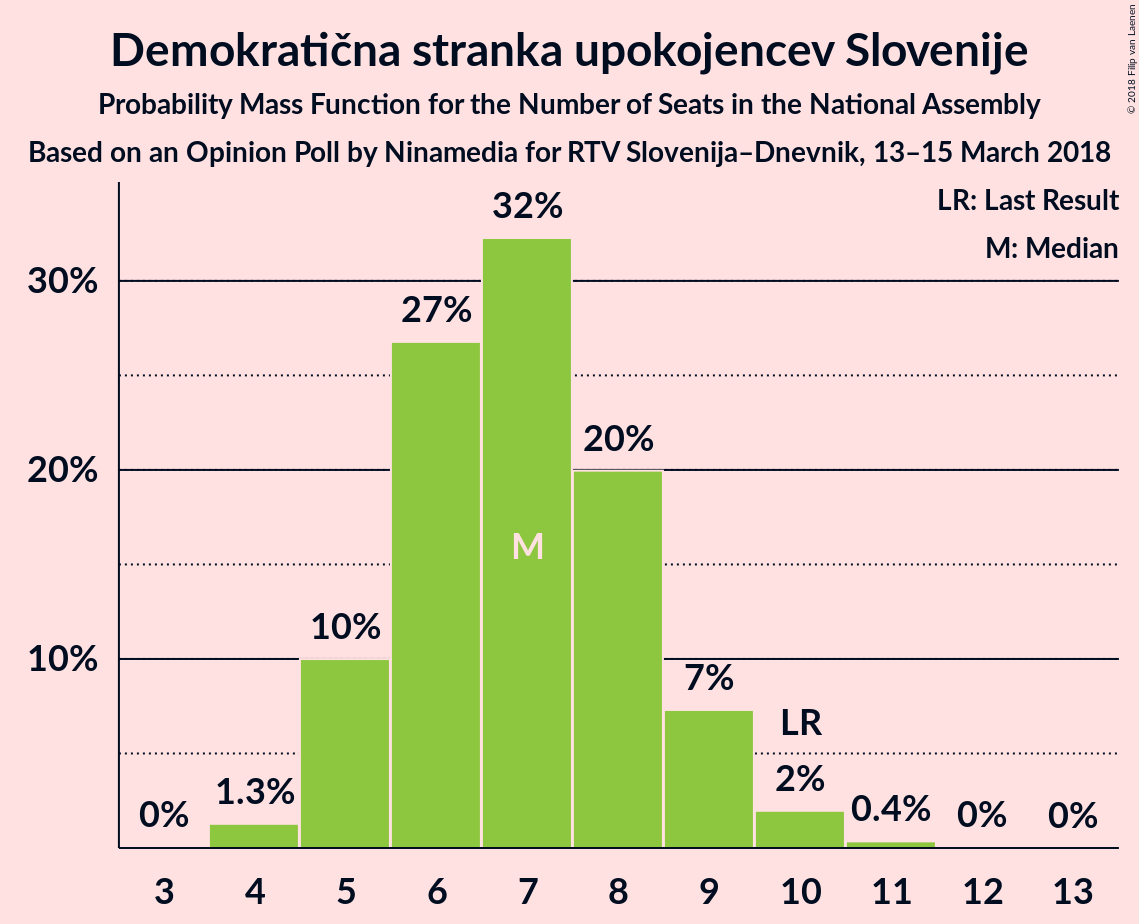 Demokratična stranka upokojencev Slovenije
Probability Mass Function for the Number of Seats in the National Assembly
Based on an Opinion Poll by Ninamedia for RTV Slovenija–Dnevnik, 13–15 March 2018
© 2018 Filip van Laenen
LR: Last Result
M: Median
32%
30%
27%
20%
20%
M
10%
10%
7%
LR
2%
1.3%
0.4%
0%
0%
0%
3 4 5 6 7 8 9 10 11 12 13